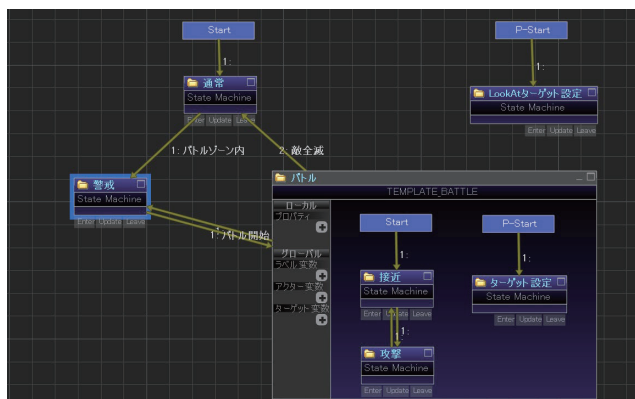 Start
P-Start
1:
1:
通常
State Machine
Enter Update Leave
LookAtターゲット設定
State Machine
Enter Update Leave
1: バトルゾーン内
2: 敵全滅
警戒
State Machine
Enter Update Leave
1: バトル開始
バトル
TEMPLATE_BATTLE
ローカル
プロパティ
グローバル
ラベル変数
アクター変数
ターゲット変数
Start
P-Start
1:
1:
接近
State Machine
Enter Update Leave
ターゲット設定
State Machine
Enter Update Leave
1:
攻撃
State Machine
Enter Update Leave